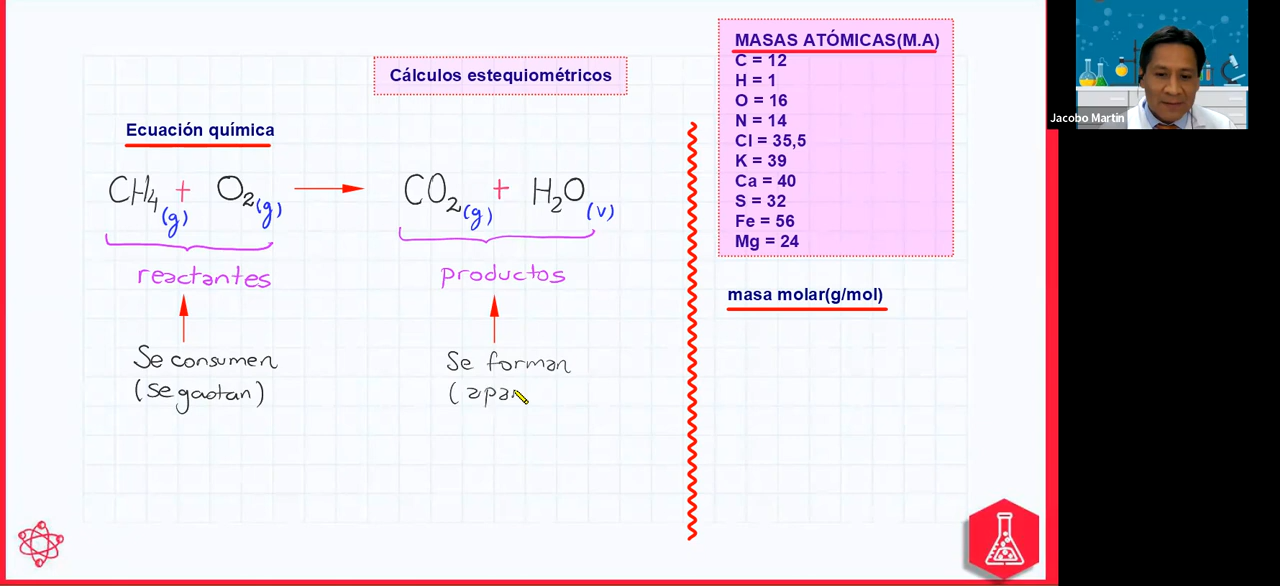 Cálculos estequiométricos
Ecuación química
CH4(g) + O2(g) → CO2(g) + H2O(v)
reactantes
productos
Se consumen
(se gastan)
Se forman
(apar
MASAS ATÓMICAS(M.A)
C = 12
H = 1
O = 16
N = 14
Cl = 35,5
K = 39
Ca = 40
S = 32
Fe = 56
Mg = 24
masa molar(g/mol)
Jacobo Martin